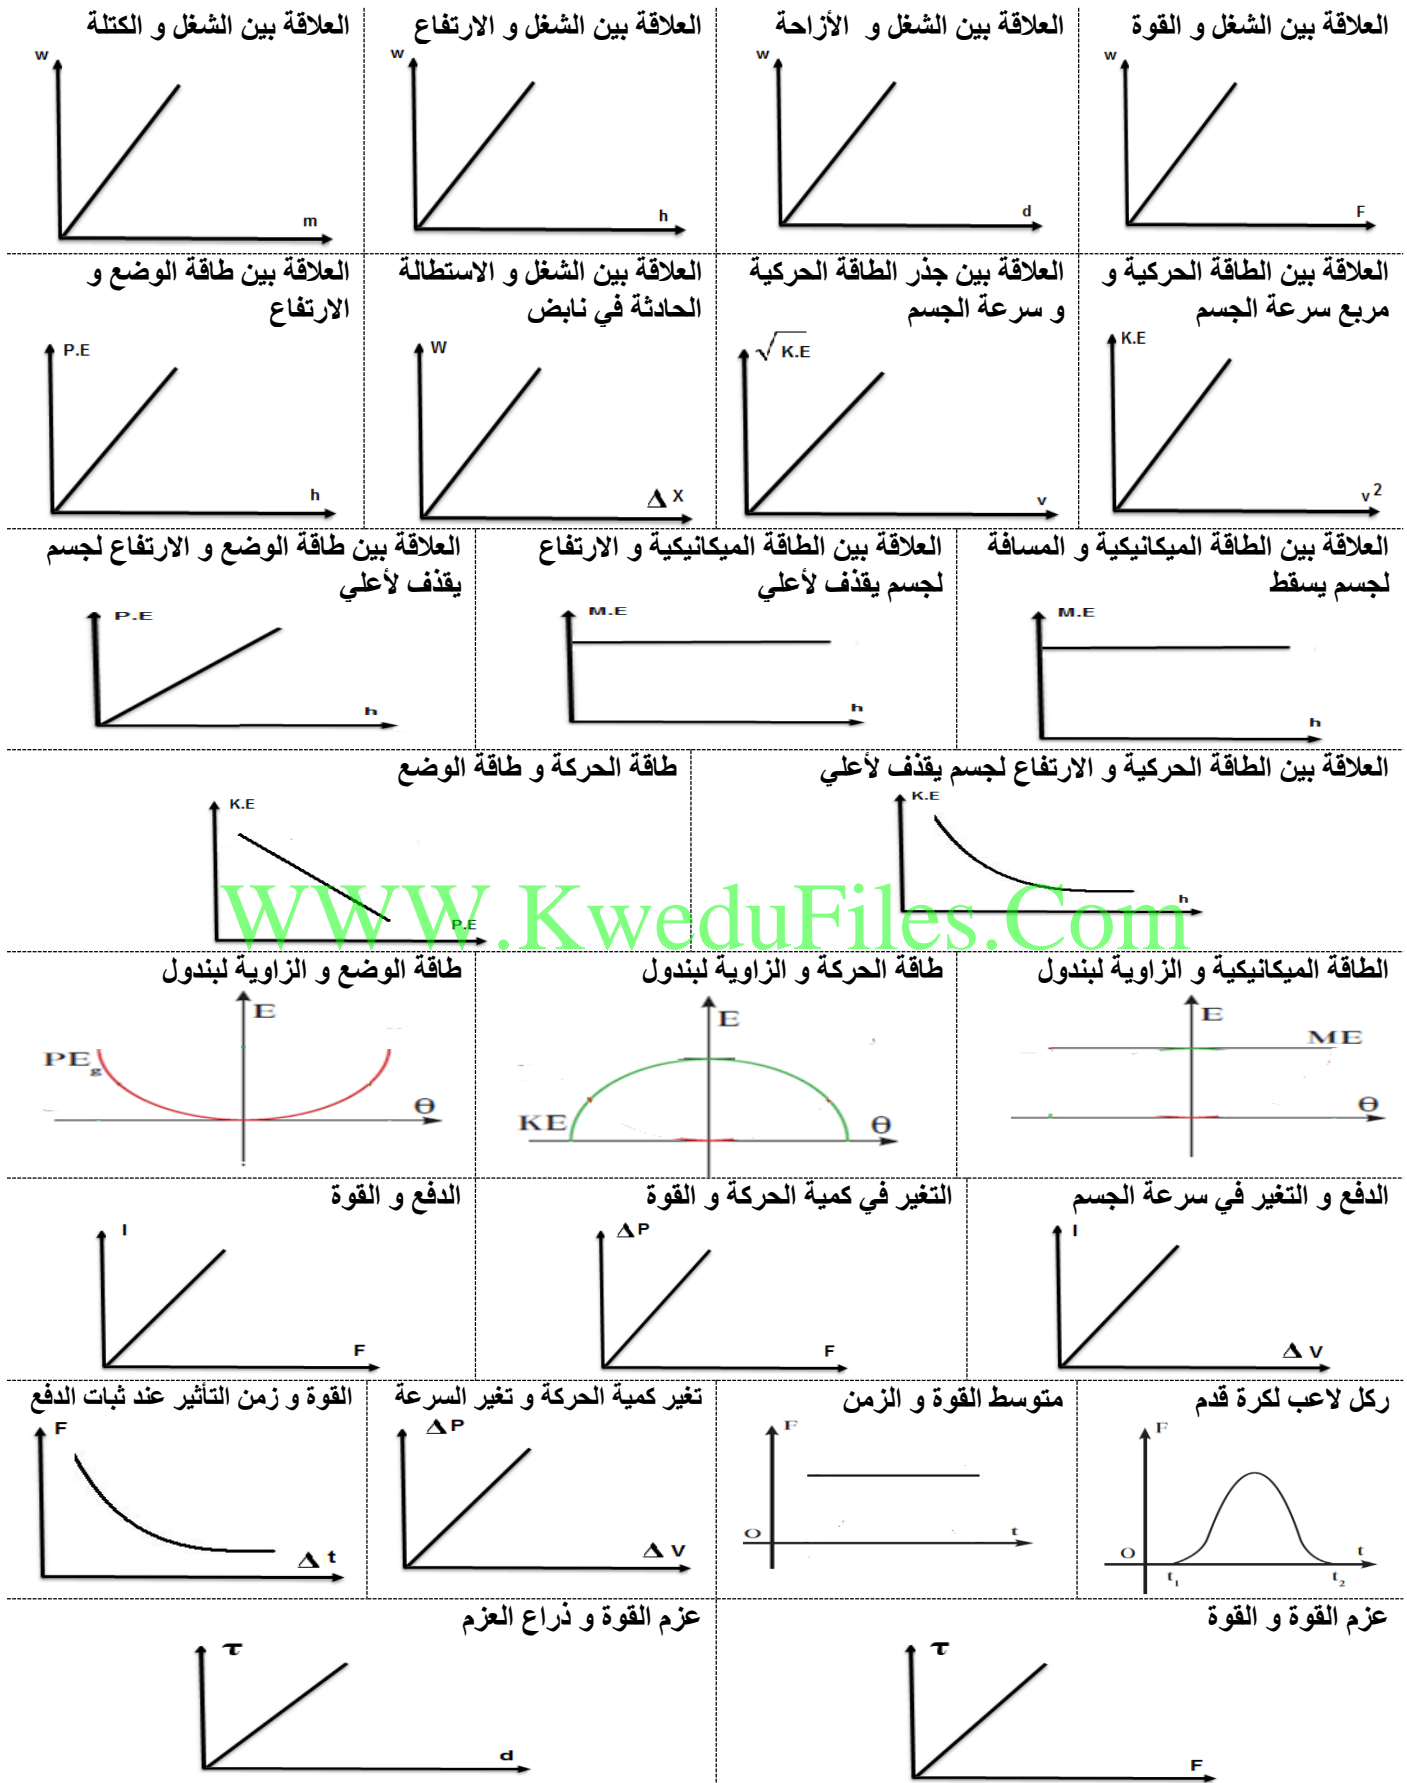 العلاقة بين الشغل و القوة
w
F
العلاقة بين الشغل و الأزاحة
w
d
العلاقة بين الشغل و الارتفاع
w
h
العلاقة بين الشغل و الكتلة
w
m
العلاقة بين الطاقة الحركية و
مربع سرعة الجسم
K.E
v²
العلاقة بين جذر الطاقة الحركية
و سرعة الجسم
√K.E
v
العلاقة بين الشغل و الاستطالة
الحادثة في نابض
W
Δ X
العلاقة بين طاقة الوضع و
الارتفاع
P.E
h
العلاقة بين الطاقة الميكانيكية و المسافة
لجسم يسقط
M.E
h
العلاقة بين الطاقة الميكانيكية و الارتفاع
لجسم يقذف لأعلي
M.E
h
العلاقة بين طاقة الوضع و الارتفاع لجسم
يقذف لأعلي
P.E
h
العلاقة بين الطاقة الحركية و الارتفاع لجسم يقذف لأعلي
K.E
h
طاقة الحركة و طاقة الوضع
K.E
P.E
WWW.KweduFiles.Com
الطاقة الميكانيكية و الزاوية لبندول
E
ME
θ
طاقة الحركة و الزاوية لبندول
E
KE
θ
طاقة الوضع و الزاوية لبندول
E
PEg
θ
الدفع و التغير في سرعة الجسم
I
Δ V
التغير في كمية الحركة و القوة
Δ P
F
الدفع و القوة
I
F
ركل لاعب لكرة قدم
F
O
t
t₁
t₂
متوسط القوة و الزمن
F
O
t
تغير كمية الحركة و تغير السرعة
Δ P
Δ V
القوة و زمن التأثير عند ثبات الدفع
F
Δ t
عزم القوة و القوة
τ
F
عزم القوة و ذراع العزم
τ
d